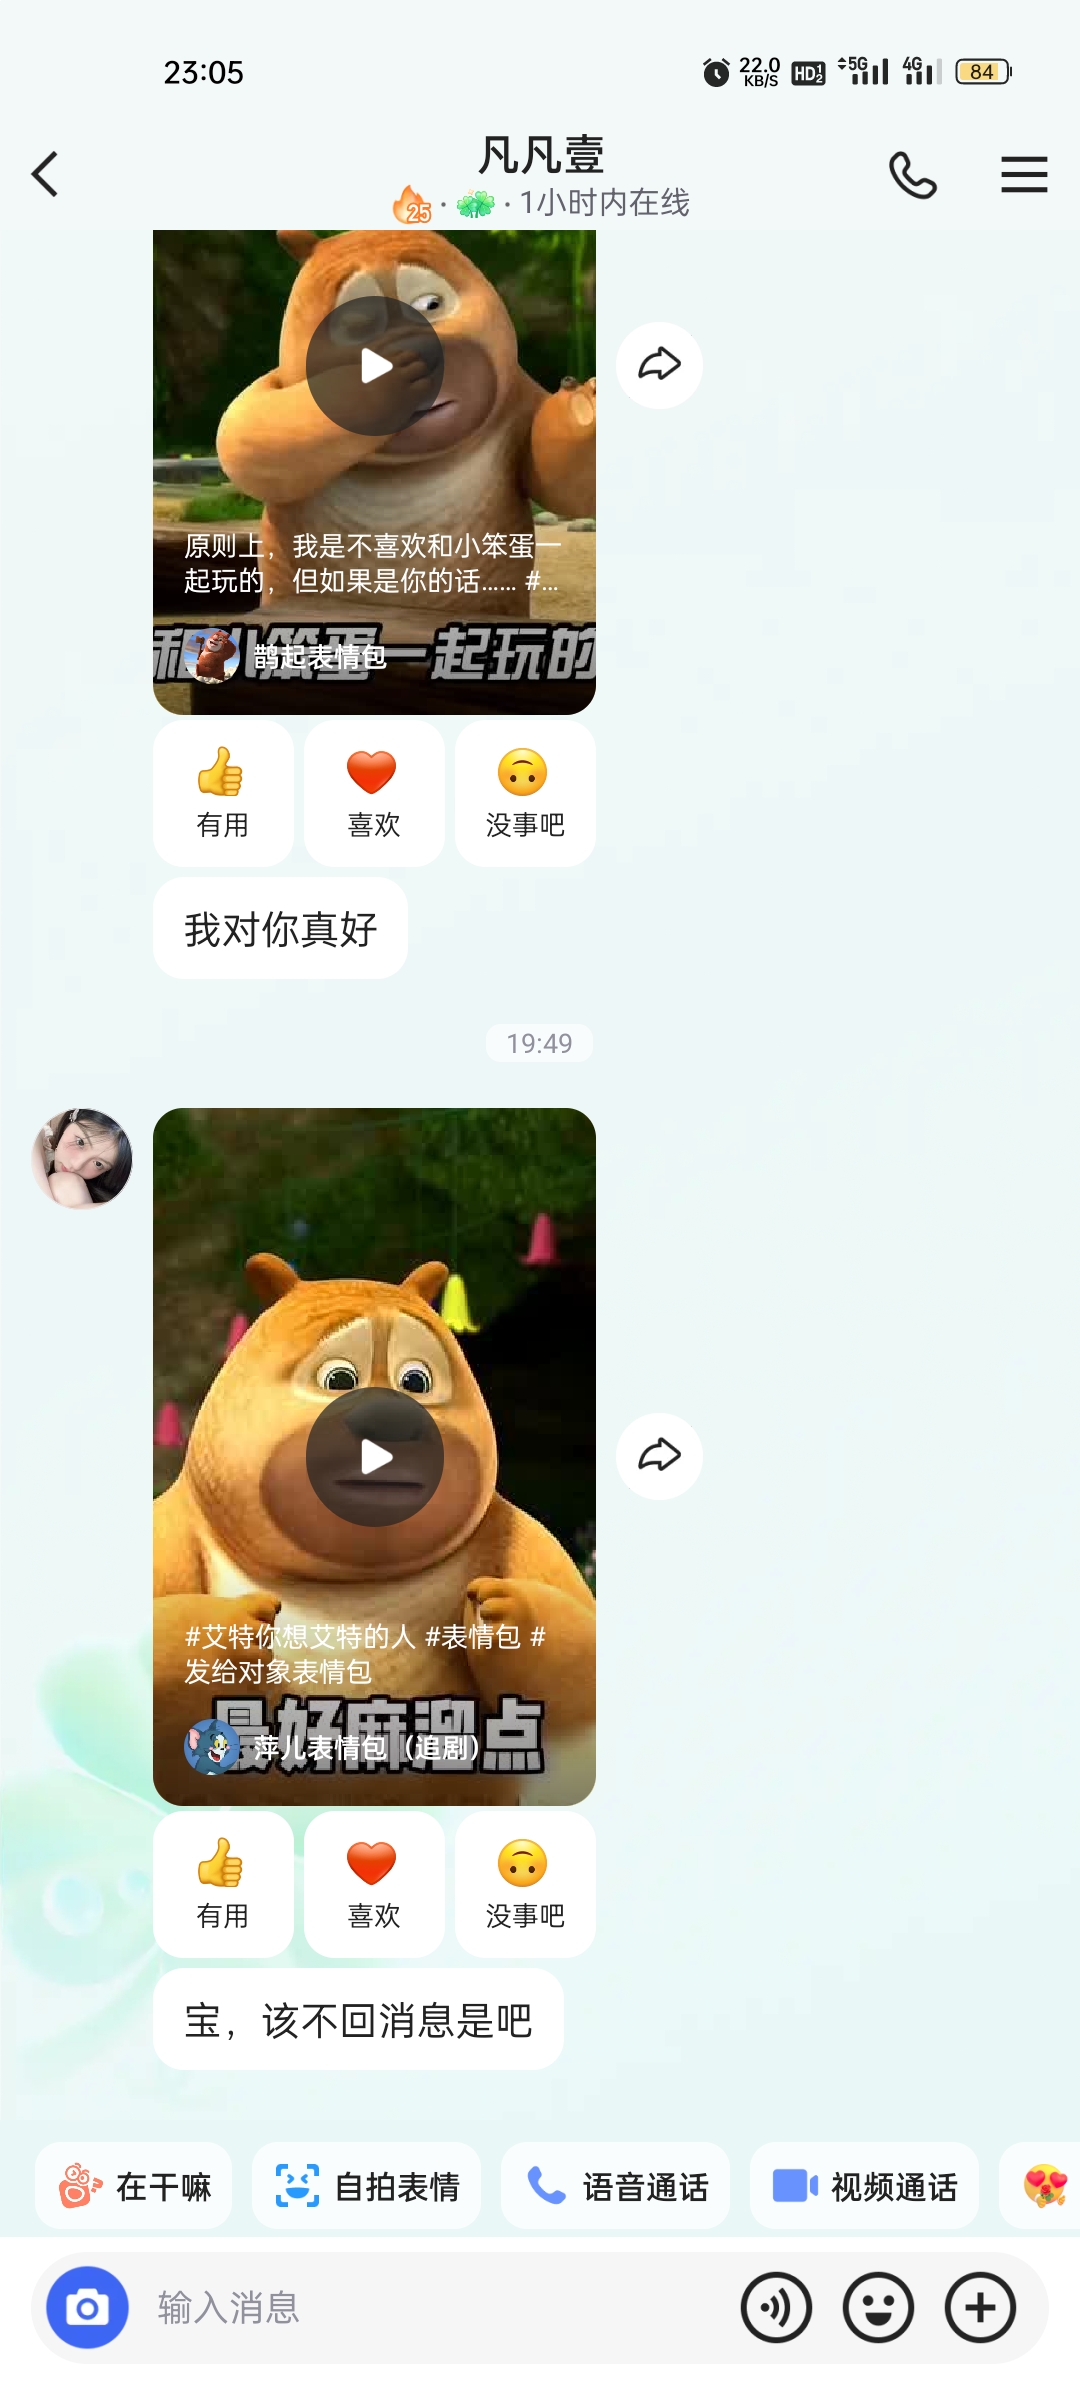 23:05
22.0
KB/S
HD 1 2
5G
4G
84
凡凡壹
25 · · 1小时内在线
原则上，我是不喜欢和小笨蛋一
起玩的，但如果是你的话…… #...
和小笨蛋一起玩的
鹊起表情包
有用
喜欢
没事吧
我对你真好
19:49
#艾特你想艾特的人 #表情包 #
发给对象表情包
最好麻溜点
萍儿表情包（追剧）
有用
喜欢
没事吧
宝，该不回消息是吧
在干嘛
自拍表情
语音通话
视频通话
输入消息